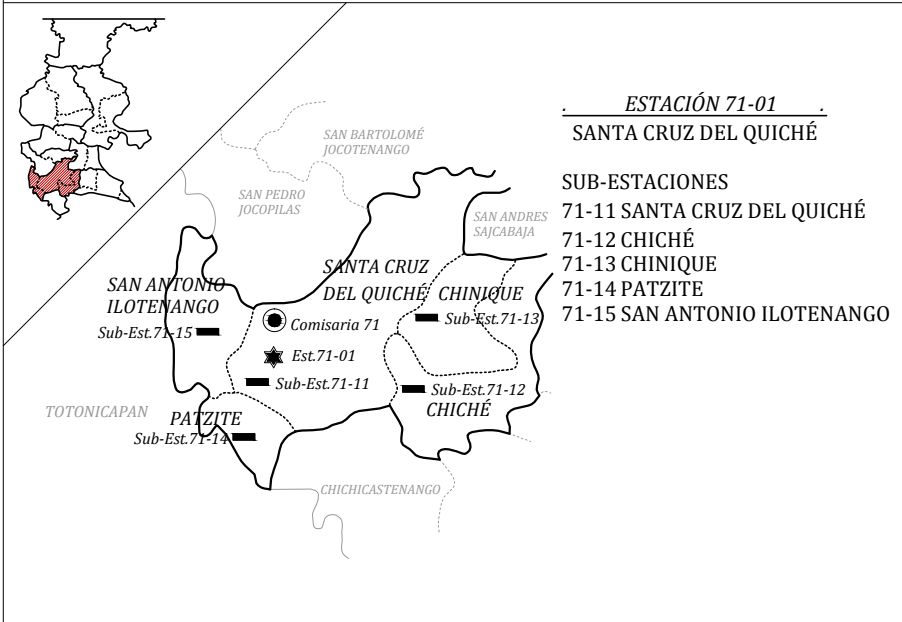 . ESTACIÓN 71-01 .
SANTA CRUZ DEL QUICHÉ
SUB-ESTACIONES
71-11 SANTA CRUZ DEL QUICHÉ
71-12 CHICHÉ
71-13 CHINIQUE
71-14 PATZITE
71-15 SAN ANTONIO ILOTENANGO
SAN BARTOLOMÉ
JOCOTENANGO
SAN PEDRO
JOCOPILAS
SAN ANDRES
SAJCABAJA
SANTA CRUZ
DEL QUICHÉ
CHINIQUE
SAN ANTONIO
ILOTENANGO
Sub-Est.71-15
Comisaria 71
Sub-Est.71-13
Est.71-01
Sub-Est.71-11
Sub-Est.71-12
CHICHÉ
TOTONICAPAN
PATZITE
Sub-Est.71-14
CHICHICASTENANGO